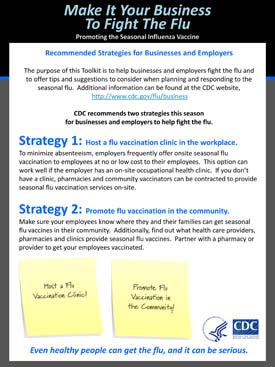 Make It Your Business
To Fight The Flu
Promoting the Seasonal Influenza Vaccine
Recommended Strategies for Businesses and Employers
The purpose of this Toolkit is to help businesses and employers fight the flu and
to offer tips and suggestions to consider when planning and responding to the
seasonal flu. Additional information can be found at the CDC website,
http://www.cdc.gov/flu/business
CDC recommends two strategies this season
for businesses and employers to help fight the flu.
Strategy 1: Host a flu vaccination clinic in the workplace.
To minimize absenteeism, employers frequently offer onsite seasonal flu
vaccination to employees at no or low cost to their employees. This option can
work well if the employer has an on-site occupational health clinic. If you don't
have a clinic, pharmacies and community vaccinators can be contracted to provide
seasonal flu vaccination services on-site.
Strategy 2: Promote flu vaccination in the community.
Make sure your employees know where they and their families can get seasonal
flu vaccines in their community. Additionally, find out what health care providers,
pharmacies and clinics provide seasonal flu vaccines. Partner with a pharmacy or
provider to get your employees vaccinated.
Host a Flu
Vaccination Clinic!
Promote Flu
Vaccination in
the Community!
CDC
Even healthy people can get the flu, and it can be serious.